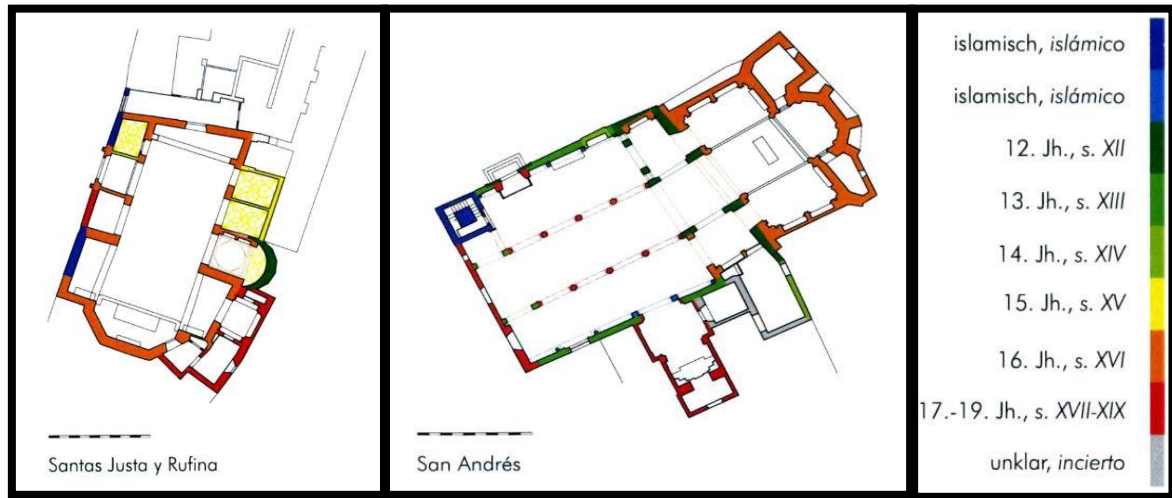 Santas Justa y Rufina
San Andrés
islamisch, islámico
islamisch, islámico
12. Jh., s. XII
13. Jh., s. XIII
14. Jh., s. XIV
15. Jh., s. XV
16. Jh., s. XVI
17.-19. Jh., s. XVII-XIX
unklar, incierto